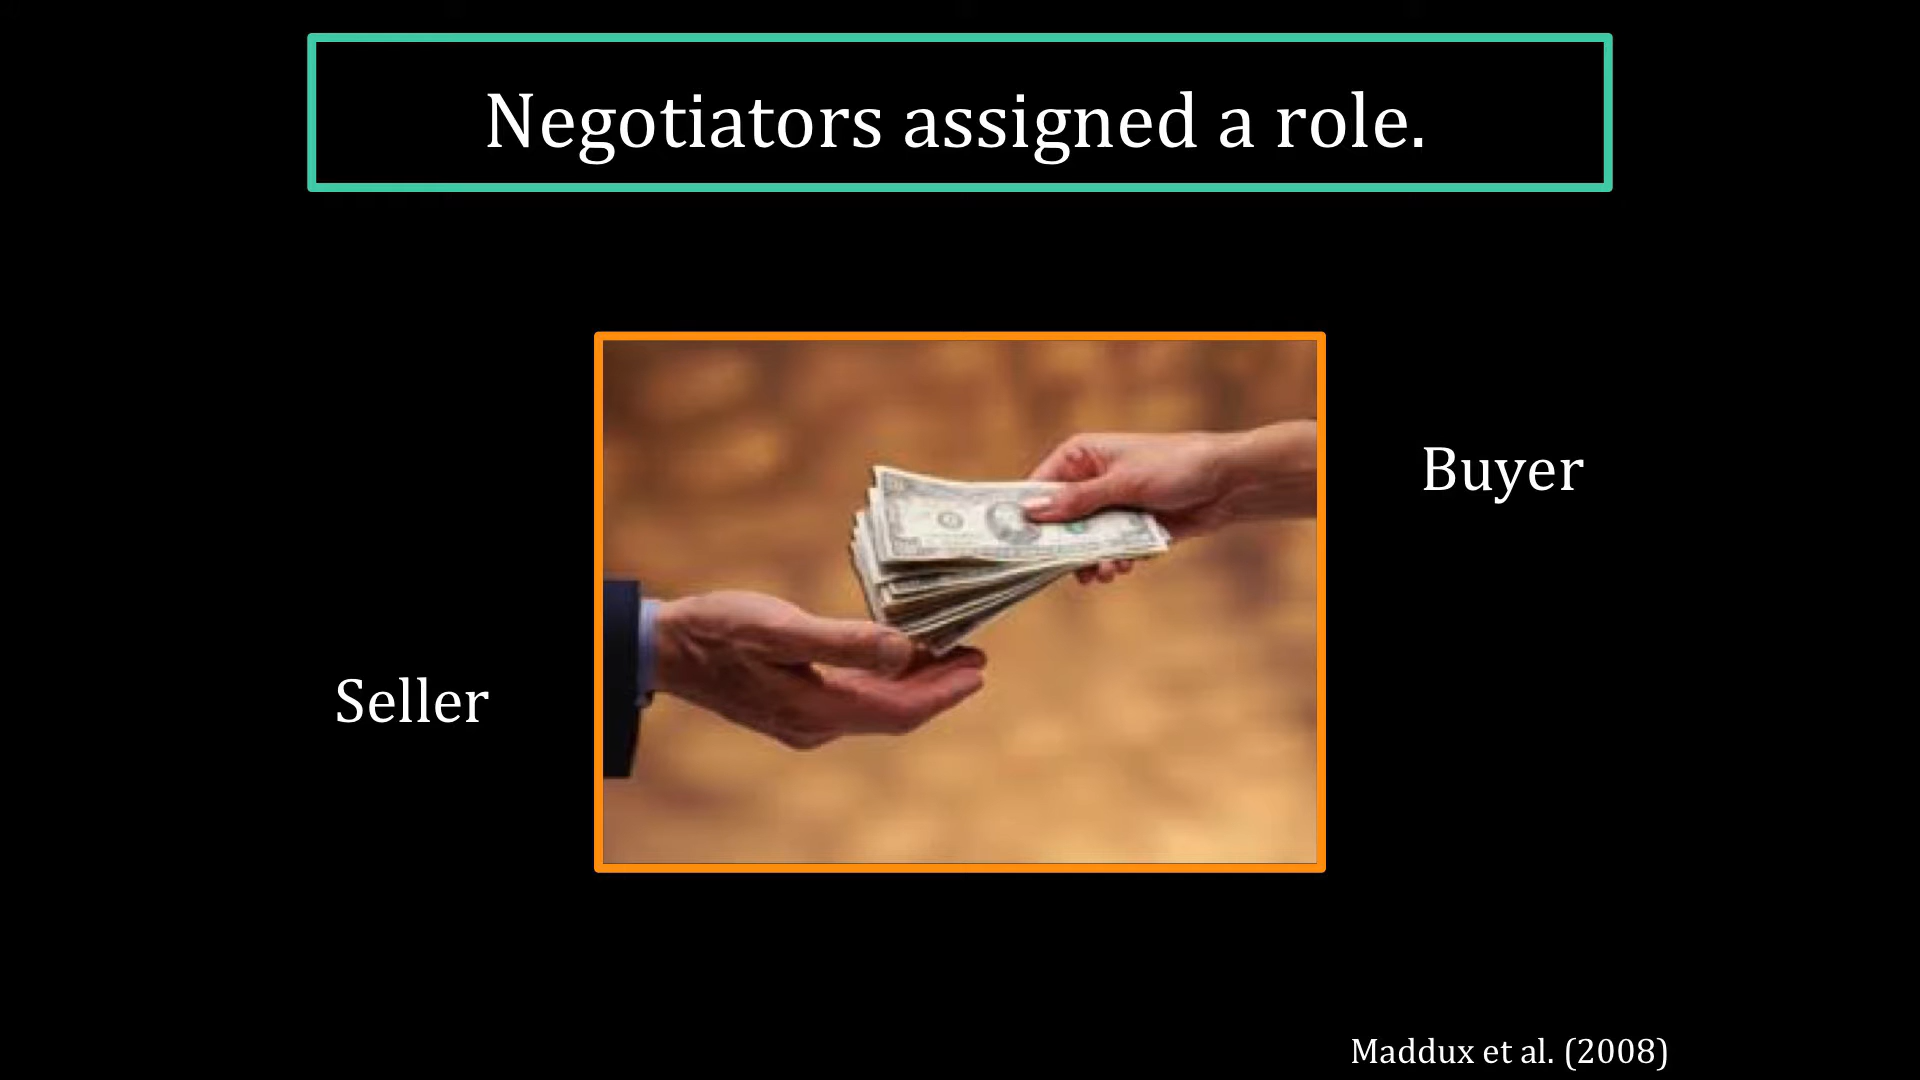 Negotiators assigned a role.
Buyer
Seller
Maddux et al. (2008)